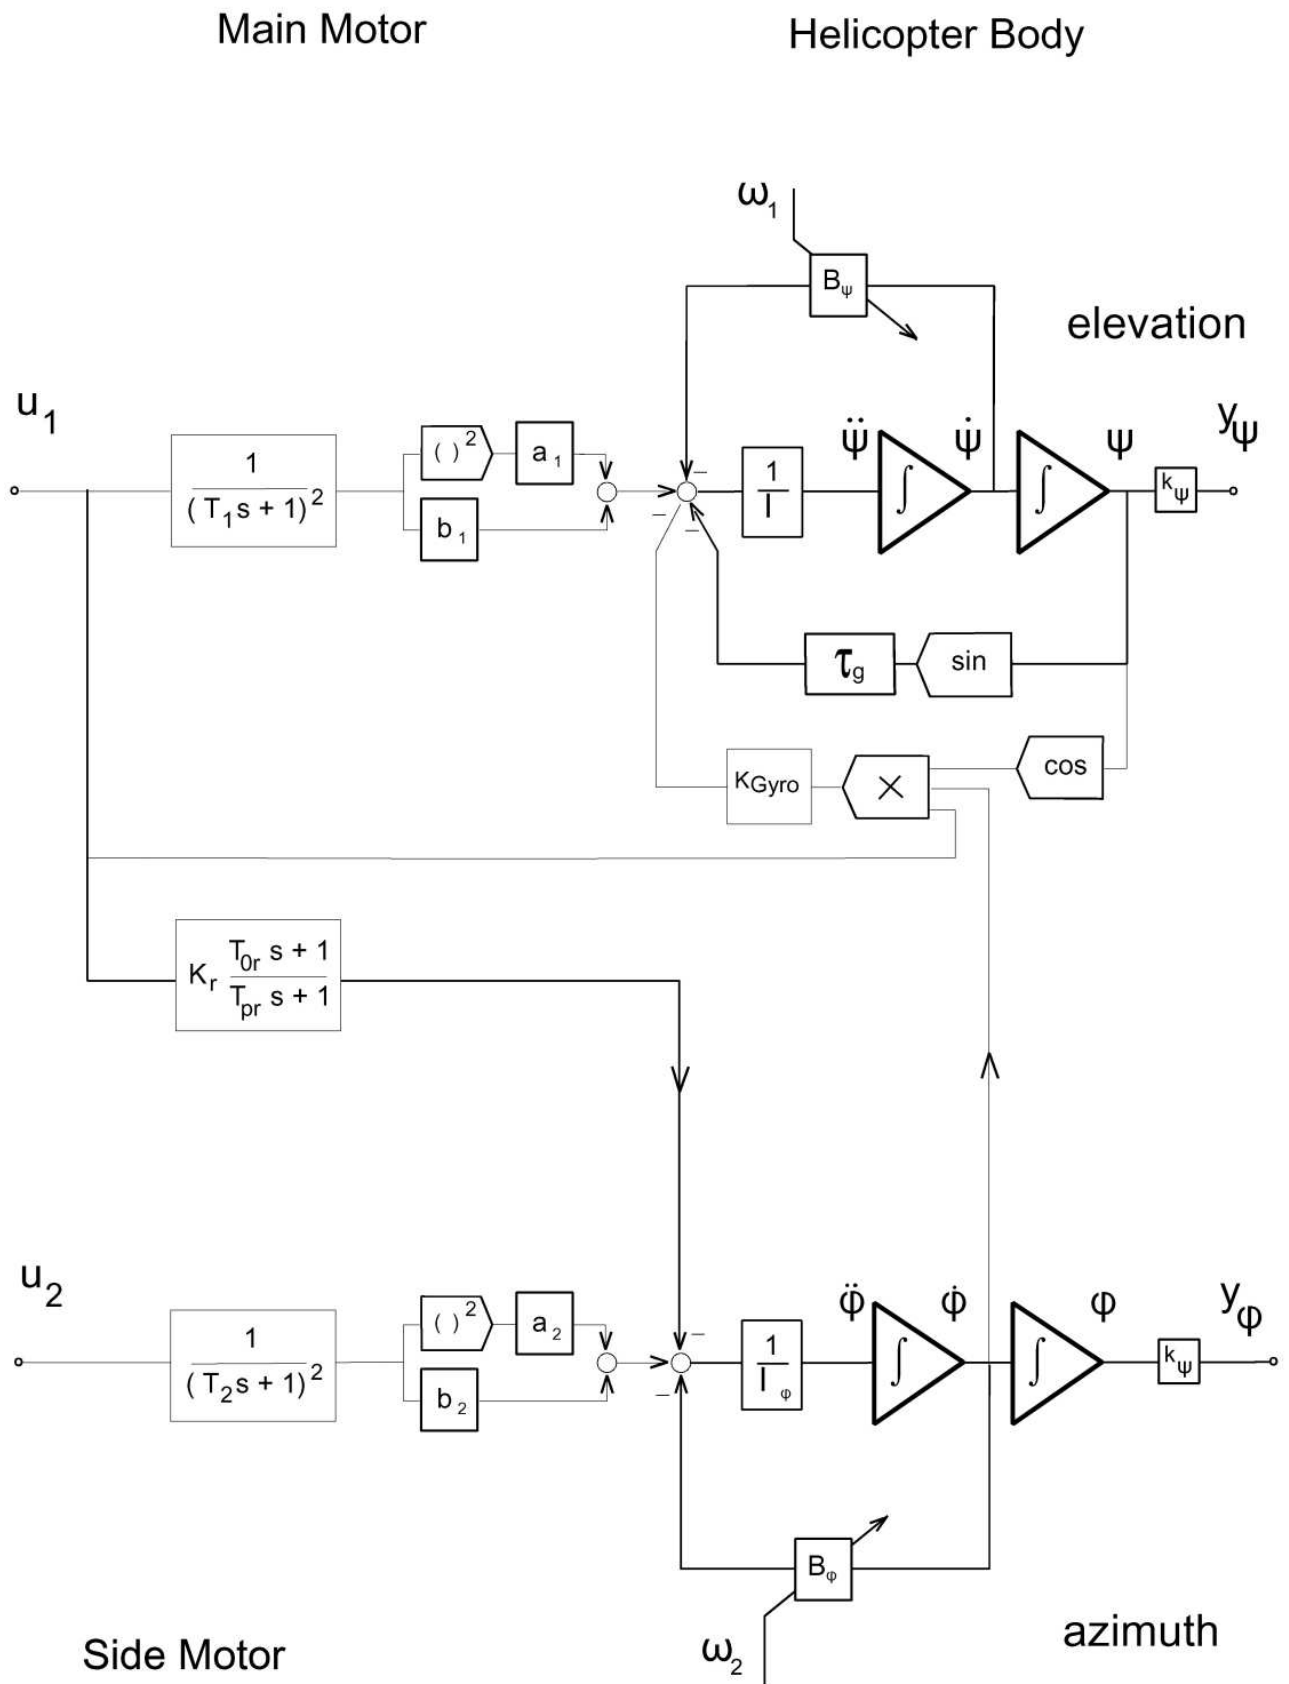 Main Motor
Helicopter Body
ω1
Bψ
elevation
u1
yψ
ψ̈
ψ̇
ψ
( )²
a1
1
(T1s + 1)²
1
I
∫
∫
kψ
b1
–
–
–
τg
sin
cos
KGyro
×
Kr
T0r s + 1
Tpr s + 1
u2
φ̈
φ̇
φ
yφ
( )²
a2
1
(T2s + 1)²
1
Iφ
∫
∫
kψ
b2
–
–
Bφ
azimuth
Side Motor
ω2